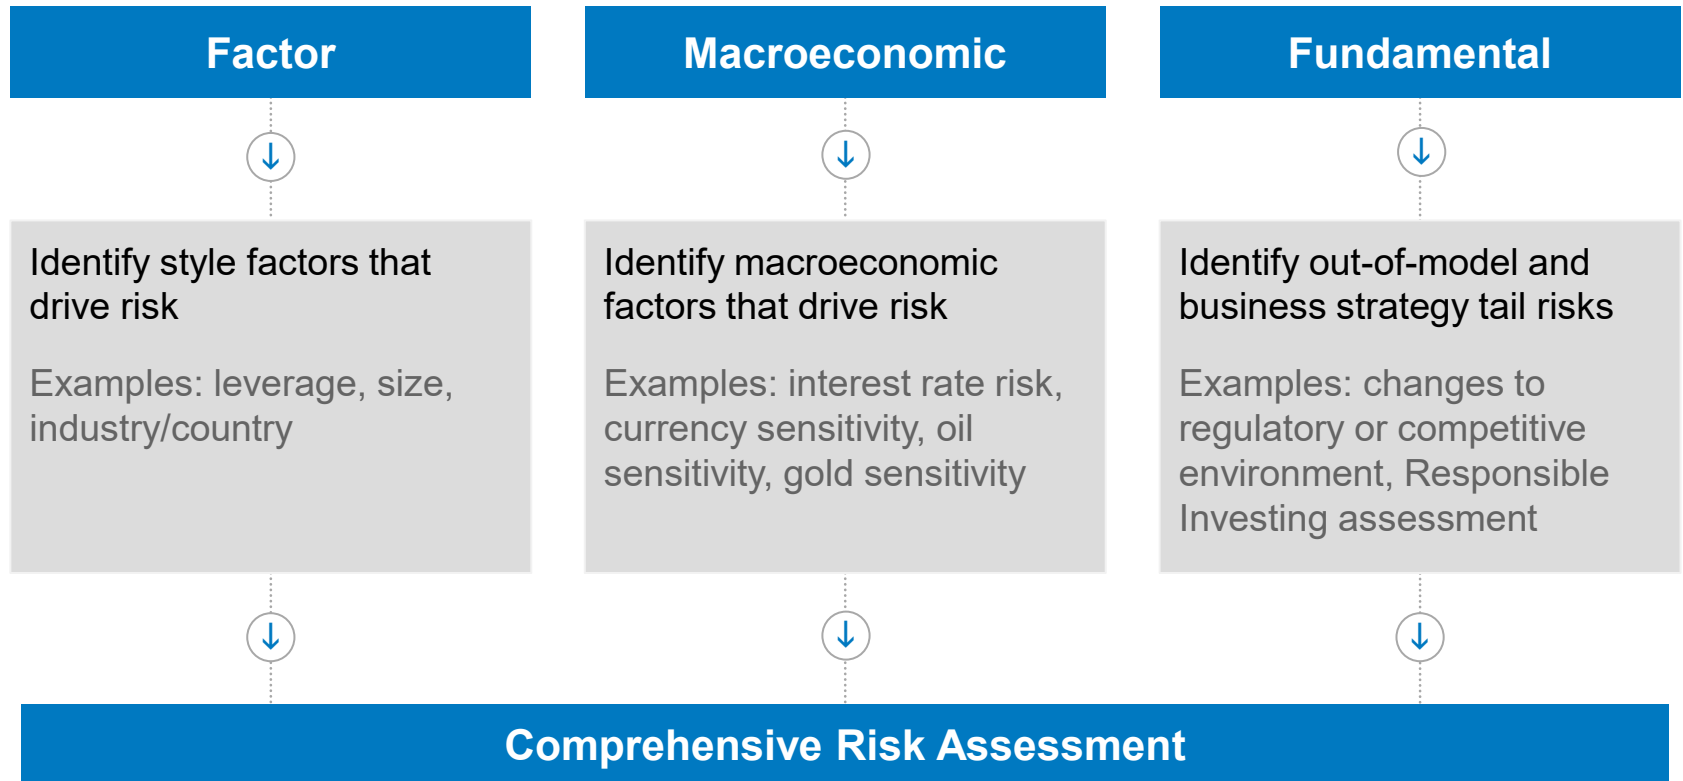 Factor
Macroeconomic
Fundamental
Identify style factors that
drive risk
Examples: leverage, size,
industry/country
Identify macroeconomic
factors that drive risk
Examples: interest rate risk,
currency sensitivity, oil
sensitivity, gold sensitivity
Identify out-of-model and
business strategy tail risks
Examples: changes to
regulatory or competitive
environment, Responsible
Investing assessment
Comprehensive Risk Assessment